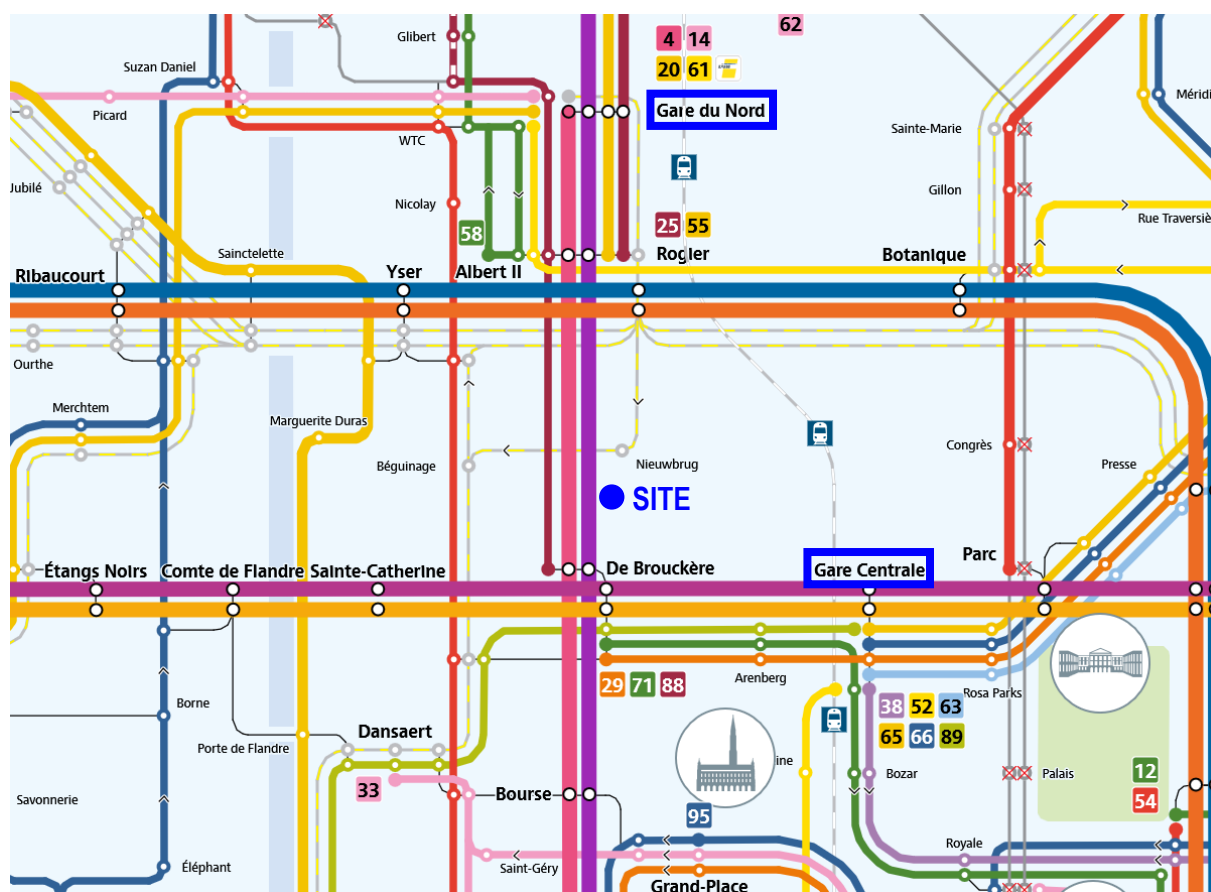 62
Glibert
4 14
20 61
Suzan Daniel
Gare du Nord
Picard
Méridi
Sainte-Marie
WTC
Jubilé
Gillon
Nicolay
Rue Traversiè
25 55
58
Sainctelette
Rogier
Botanique
Ribaucourt
Yser
Albert II
Ourthe
Merchtem
Marguerite Duras
Congrès
Béguinage
Nieuwbrug
Presse
SITE
Parc
Étangs Noirs
Comte de Flandre
Sainte-Catherine
De Brouckère
Gare Centrale
Arenberg
29 71 88
Rosa Parks
38 52 63
65 66 89
Borne
Dansaert
Porte de Flandre
ine
Bozar
Palais
12
54
33
Savonnerie
Bourse
95
Royale
Éléphant
Saint-Géry
Grand-Place